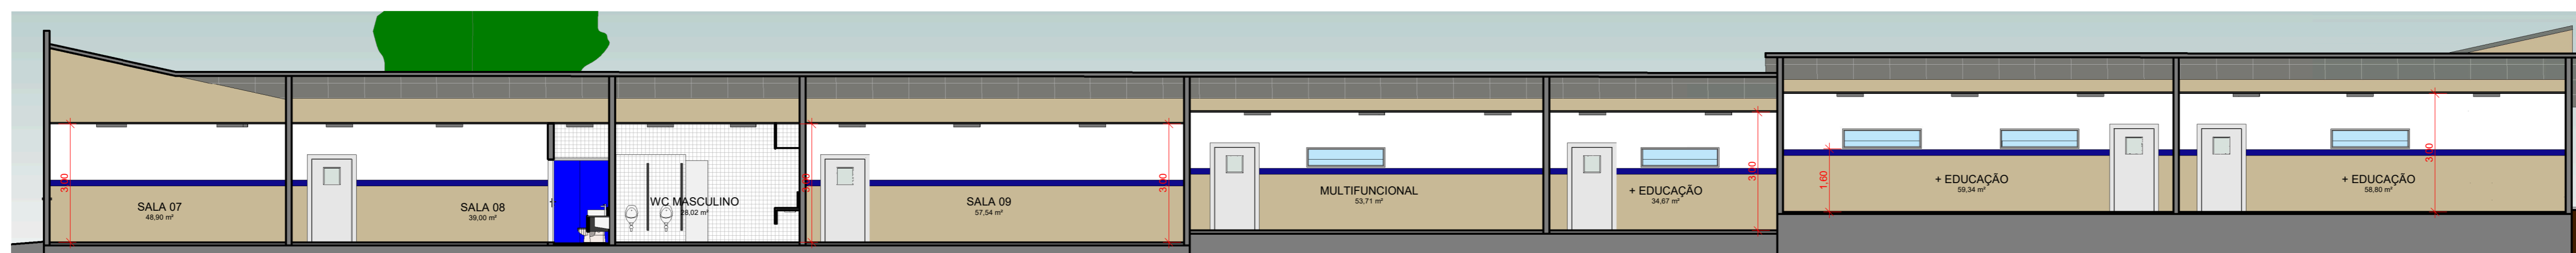 3,00
SALA 07
48,90 m²
SALA 08
39,00 m²
WC MASCULINO
28,02 m²
3,00
SALA 09
57,54 m²
3,00
MULTIFUNCIONAL
53,71 m²
+ EDUCAÇÃO
34,67 m²
3,00
1,60
+ EDUCAÇÃO
59,34 m²
+ EDUCAÇÃO
58,80 m²
3,00